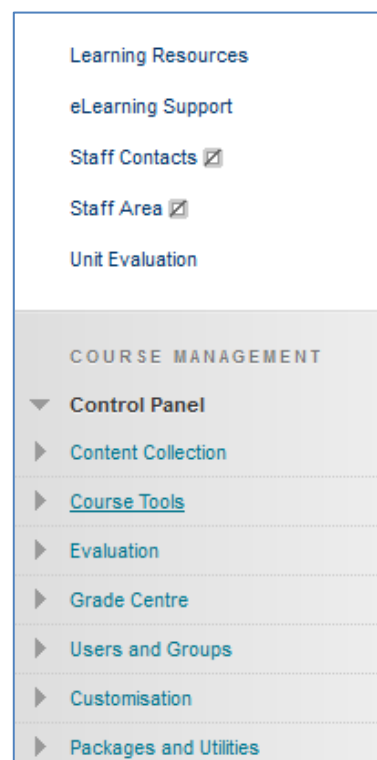 Learning Resources
eLearning Support
Staff Contacts
Staff Area
Unit Evaluation
COURSE MANAGEMENT
Control Panel
Content Collection
Course Tools
Evaluation
Grade Centre
Users and Groups
Customisation
Packages and Utilities